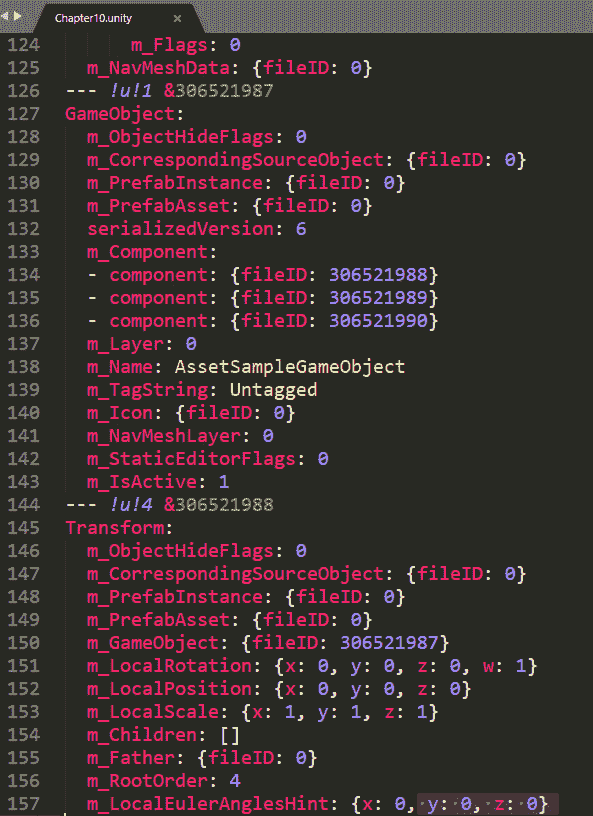 Chapter10.unity ×
124 m_Flags: 0
125 m_NavMeshData: {fileID: 0}
126 --- !u!1 &306521987
127 GameObject:
128 m_ObjectHideFlags: 0
129 m_CorrespondingSourceObject: {fileID: 0}
130 m_PrefabInstance: {fileID: 0}
131 m_PrefabAsset: {fileID: 0}
132 serializedVersion: 6
133 m_Component:
134 - component: {fileID: 306521988}
135 - component: {fileID: 306521989}
136 - component: {fileID: 306521990}
137 m_Layer: 0
138 m_Name: AssetSampleGameObject
139 m_TagString: Untagged
140 m_Icon: {fileID: 0}
141 m_NavMeshLayer: 0
142 m_StaticEditorFlags: 0
143 m_IsActive: 1
144 --- !u!4 &306521988
145 Transform:
146 m_ObjectHideFlags: 0
147 m_CorrespondingSourceObject: {fileID: 0}
148 m_PrefabInstance: {fileID: 0}
149 m_PrefabAsset: {fileID: 0}
150 m_GameObject: {fileID: 306521987}
151 m_LocalRotation: {x: 0, y: 0, z: 0, w: 1}
152 m_LocalPosition: {x: 0, y: 0, z: 0}
153 m_LocalScale: {x: 1, y: 1, z: 1}
154 m_Children: []
155 m_Father: {fileID: 0}
156 m_RootOrder: 4
157 m_LocalEulerAnglesHint: {x: 0, y: 0, z: 0}